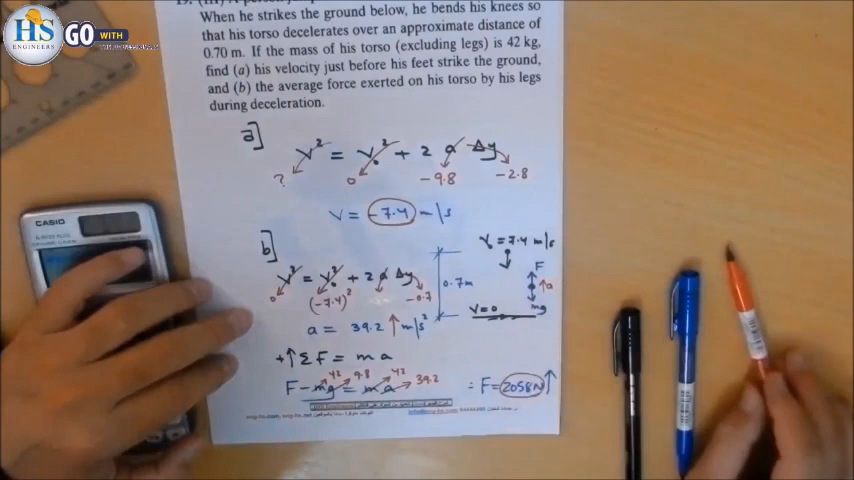 HS
ENGINEERS
GO WITH
When he strikes the ground below, he bends his knees so
that his torso decelerates over an approximate distance of
0.70 m. If the mass of his torso (excluding legs) is 42 kg,
find (a) his velocity just before his feet strike the ground,
and (b) the average force exerted on his torso by his legs
during deceleration.
a]
V² = V₀² + 2 a Δy
? 0 -9.8 -2.8
V = -7.4 m/s
b]
V² = V₀² + 2 a Δy
0 (-7.4)² -0.7
0.7m
V₀ = 7.4 m/s
F
↑a
mg
V=0
a = 39.2 ↑ m/s²
+↑ΣF = ma
F - mg = ma
42 9.8 42 39.2
∴ F = 2058N ↑
CASIO